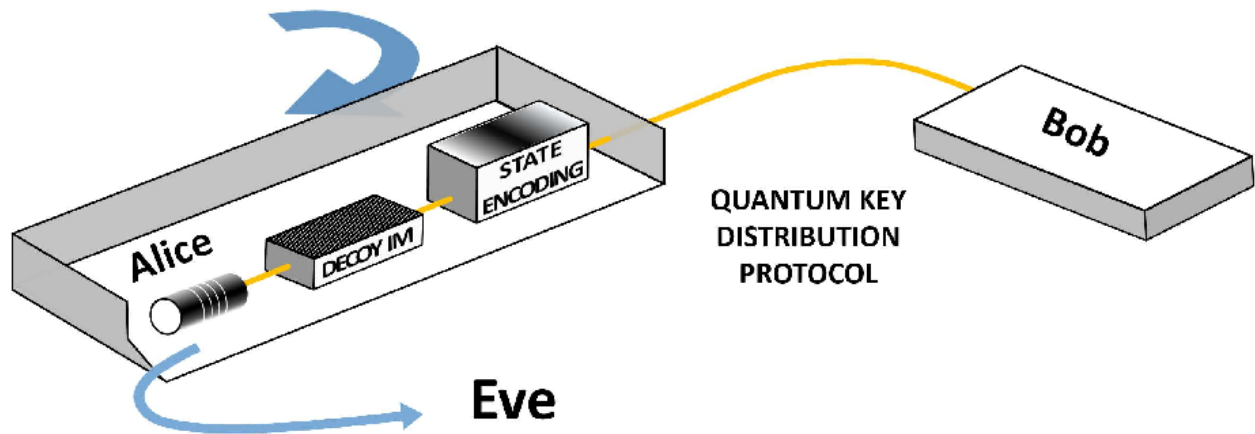 Alice
DECOY IM
STATE
ENCODING
Bob
QUANTUM KEY
DISTRIBUTION
PROTOCOL
Eve